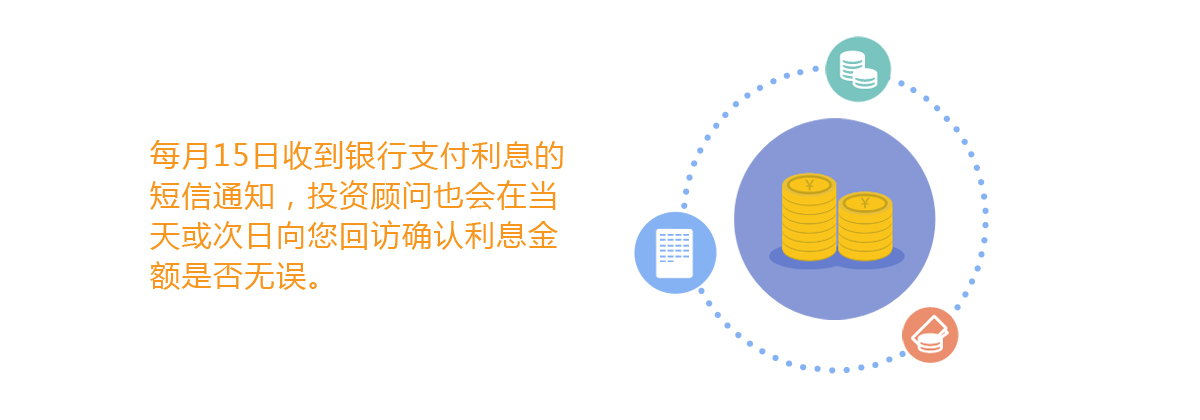 每月15日收到银行支付利息的
短信通知，投资顾问也会在当
天或次日向您回访确认利息金
额是否无误。
¥
¥